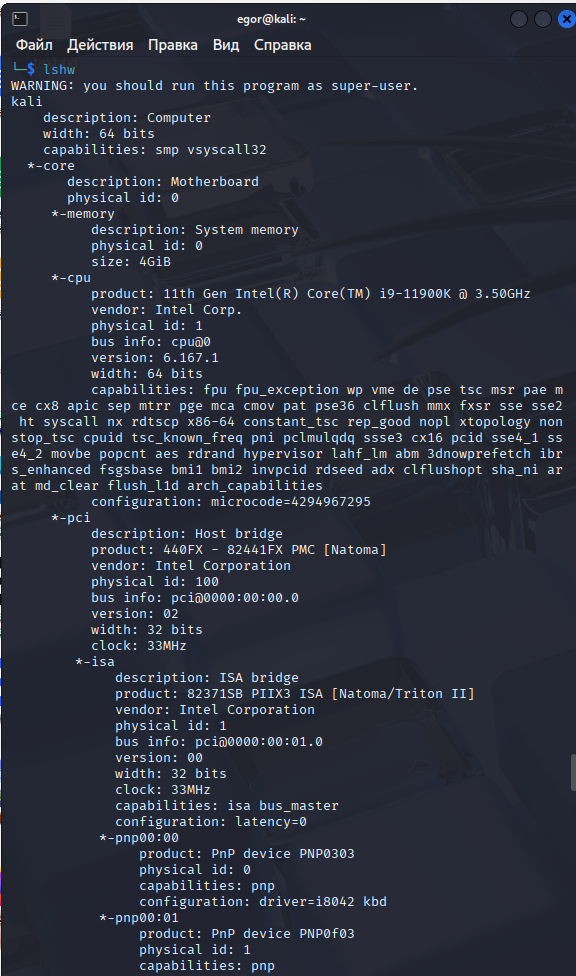 egor@kali: ~
Файл Действия Правка Вид Справка
└─$ lshw
WARNING: you should run this program as super-user.
kali
    description: Computer
    width: 64 bits
    capabilities: smp vsyscall32
  *-core
       description: Motherboard
       physical id: 0
     *-memory
          description: System memory
          physical id: 0
          size: 4GiB
     *-cpu
          product: 11th Gen Intel(R) Core(TM) i9-11900K @ 3.50GHz
          vendor: Intel Corp.
          physical id: 1
          bus info: cpu@0
          version: 6.167.1
          width: 64 bits
          capabilities: fpu fpu_exception wp vme de pse tsc msr pae m
ce cx8 apic sep mtrr pge mca cmov pat pse36 clflush mmx fxsr sse sse2
 ht syscall nx rdtscp x86-64 constant_tsc rep_good nopl xtopology non
stop_tsc cpuid tsc_known_freq pni pclmulqdq ssse3 cx16 pcid sse4_1 ss
e4_2 movbe popcnt aes rdrand hypervisor lahf_lm abm 3dnowprefetch ibr
s_enhanced fsgsbase bmi1 bmi2 invpcid rdseed adx clflushopt sha_ni ar
at md_clear flush_l1d arch_capabilities
          configuration: microcode=4294967295
     *-pci
          description: Host bridge
          product: 440FX - 82441FX PMC [Natoma]
          vendor: Intel Corporation
          physical id: 100
          bus info: pci@0000:00:00.0
          version: 02
          width: 32 bits
          clock: 33MHz
        *-isa
             description: ISA bridge
             product: 82371SB PIIX3 ISA [Natoma/Triton II]
             vendor: Intel Corporation
             physical id: 1
             bus info: pci@0000:00:01.0
             version: 00
             width: 32 bits
             clock: 33MHz
             capabilities: isa bus_master
             configuration: latency=0
           *-pnp00:00
                product: PnP device PNP0303
                physical id: 0
                capabilities: pnp
                configuration: driver=i8042 kbd
           *-pnp00:01
                product: PnP device PNP0f03
                physical id: 1
                capabilities: pnp